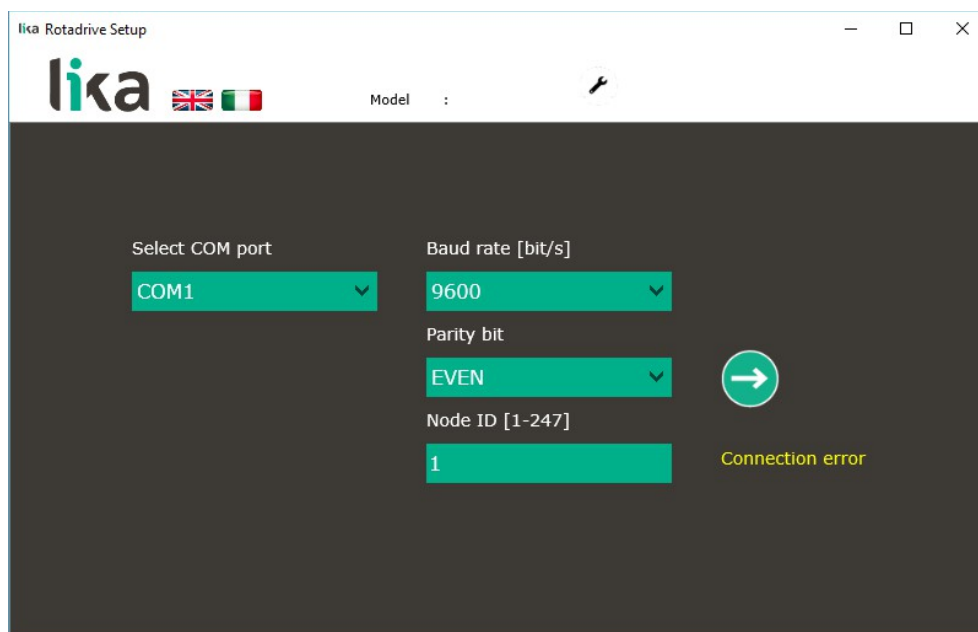 lika Rotadrive Setup
lika
Model :
Select COM port
COM1
Baud rate [bit/s]
9600
Parity bit
EVEN
Node ID [1-247]
1
Connection error